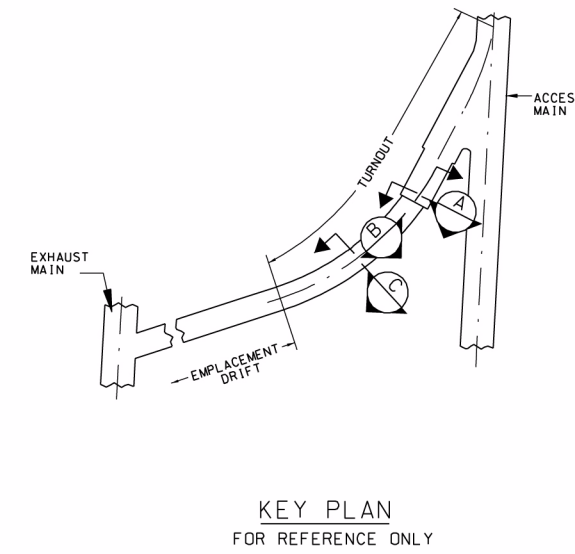 ACCES
MAIN
TURNOUT
A
B
C
EXHAUST
MAIN
EMPLACEMENT
DRIFT
KEY PLAN
FOR REFERENCE ONLY